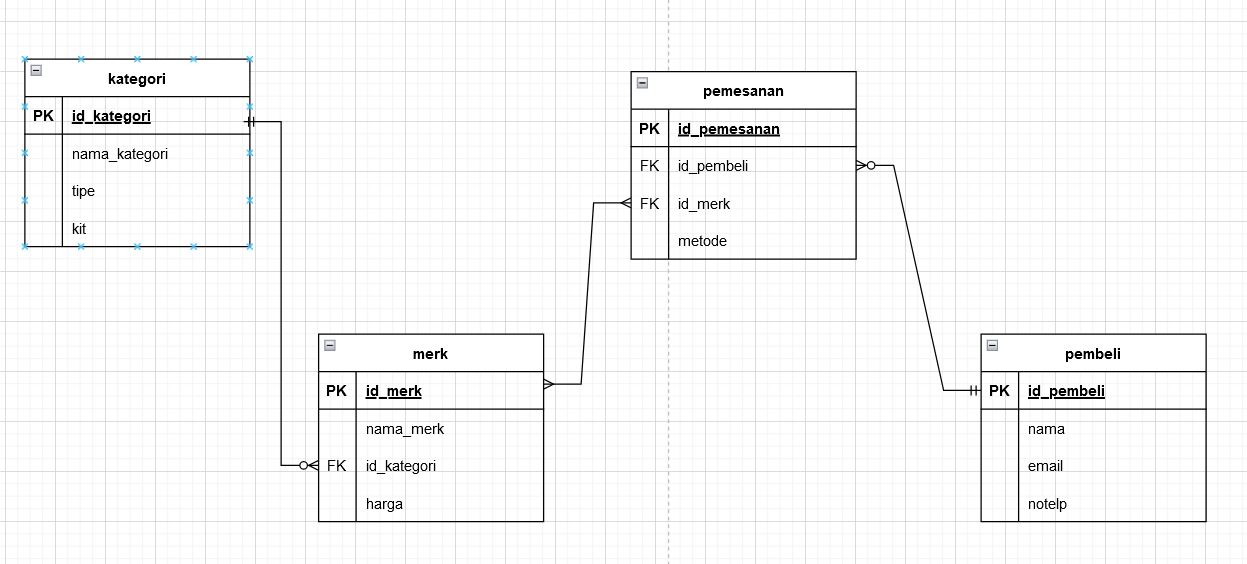 kategori
PK id_kategori
nama_kategori
tipe
kit
pemesanan
PK id_pemesanan
FK id_pembeli
FK id_merk
metode
merk
PK id_merk
nama_merk
FK id_kategori
harga
pembeli
PK id_pembeli
nama
email
notelp